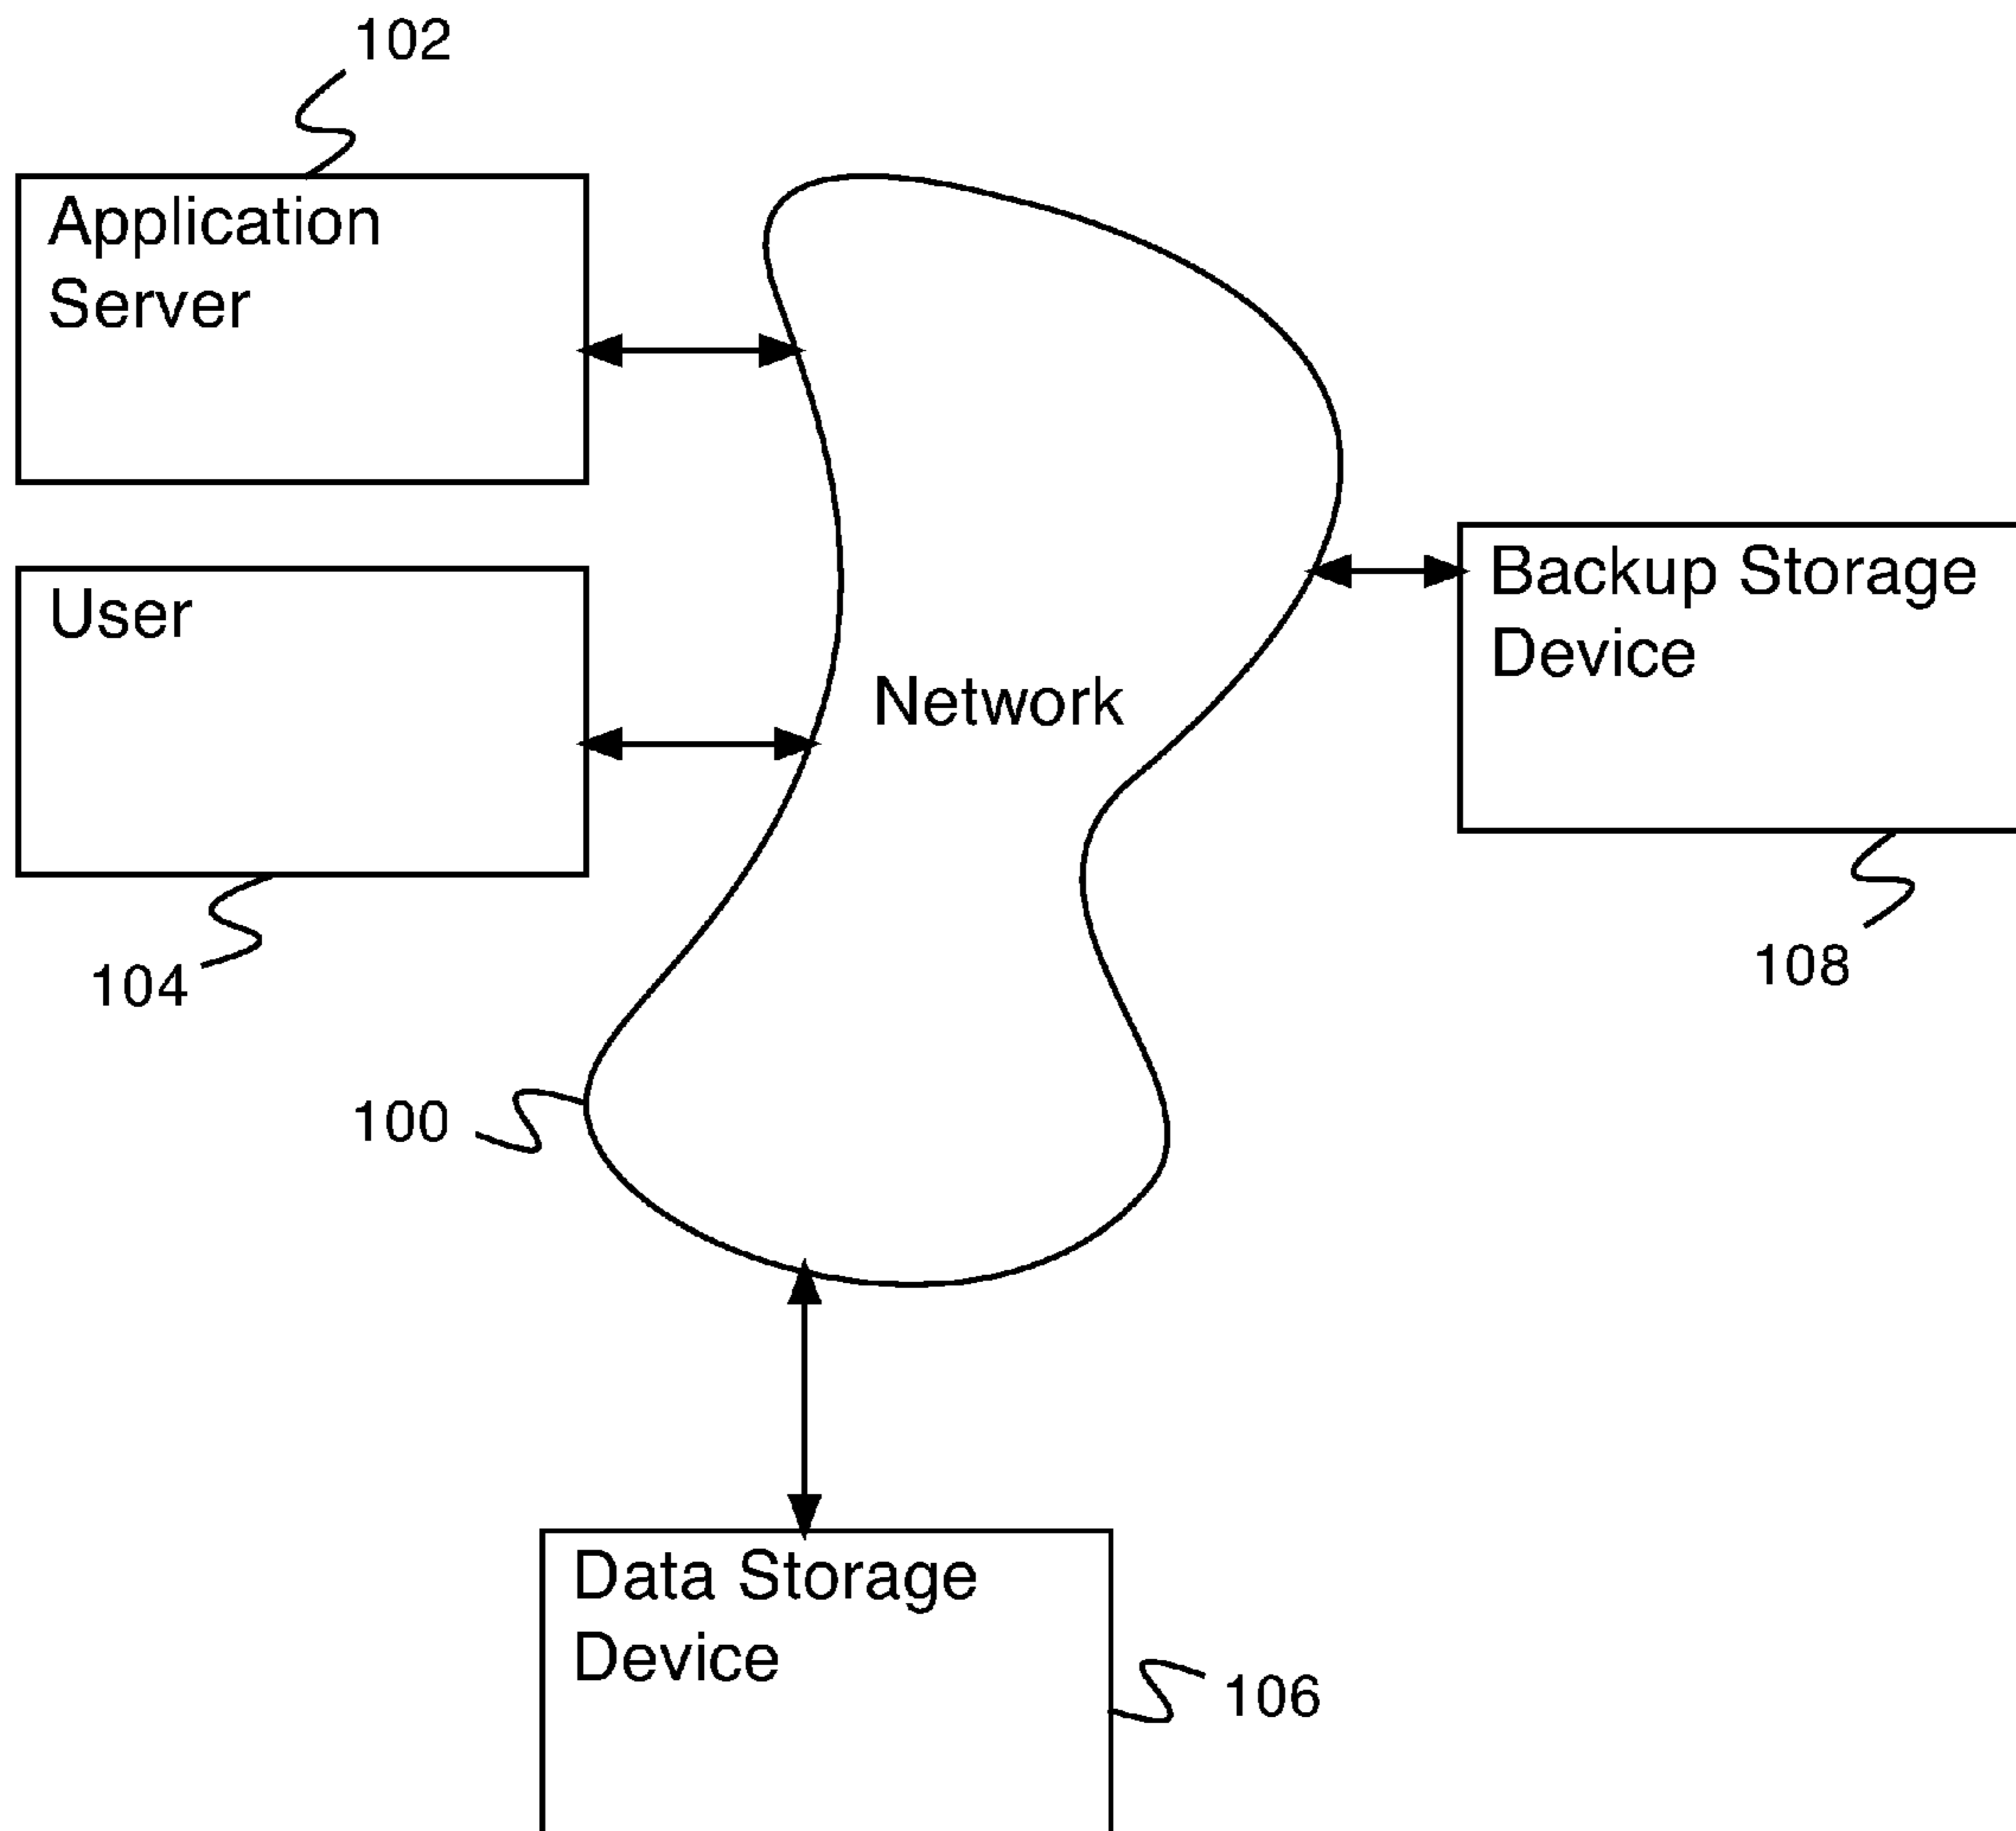 102
Application
Server
User
Backup Storage
Device
Network
104
108
100
Data Storage
Device
106